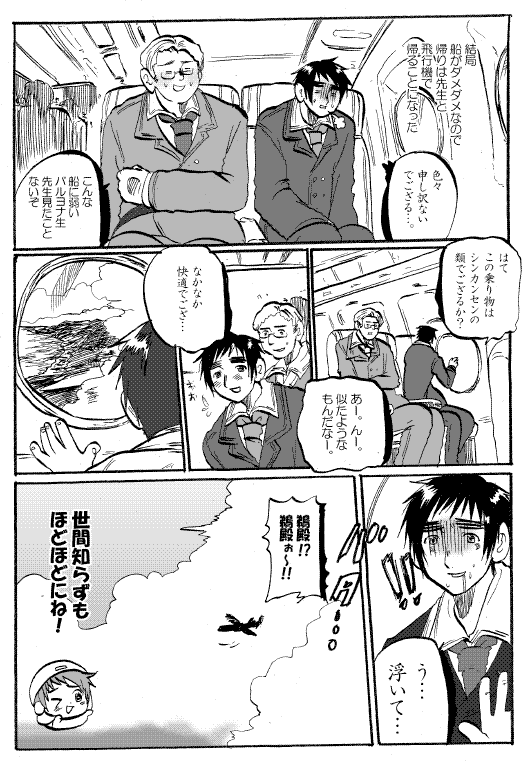 結局
船がダメダメなので
帰りは先生と
飛行機で
帰ることになった
色々
申し訳ない
でござる…。
こんな
船に弱い
バルヨナ生
先生見たこと
ないぞ
はて
この乗り物は
シンカンセンの
類でござるか？
あー。んー。
似たような
もんだなー。
なかなか
快適でござ…
おぉ
う…
浮いて…
鵜殿!?
鵜殿ぉ〜!!
世間知らずも
ほどほどにね！